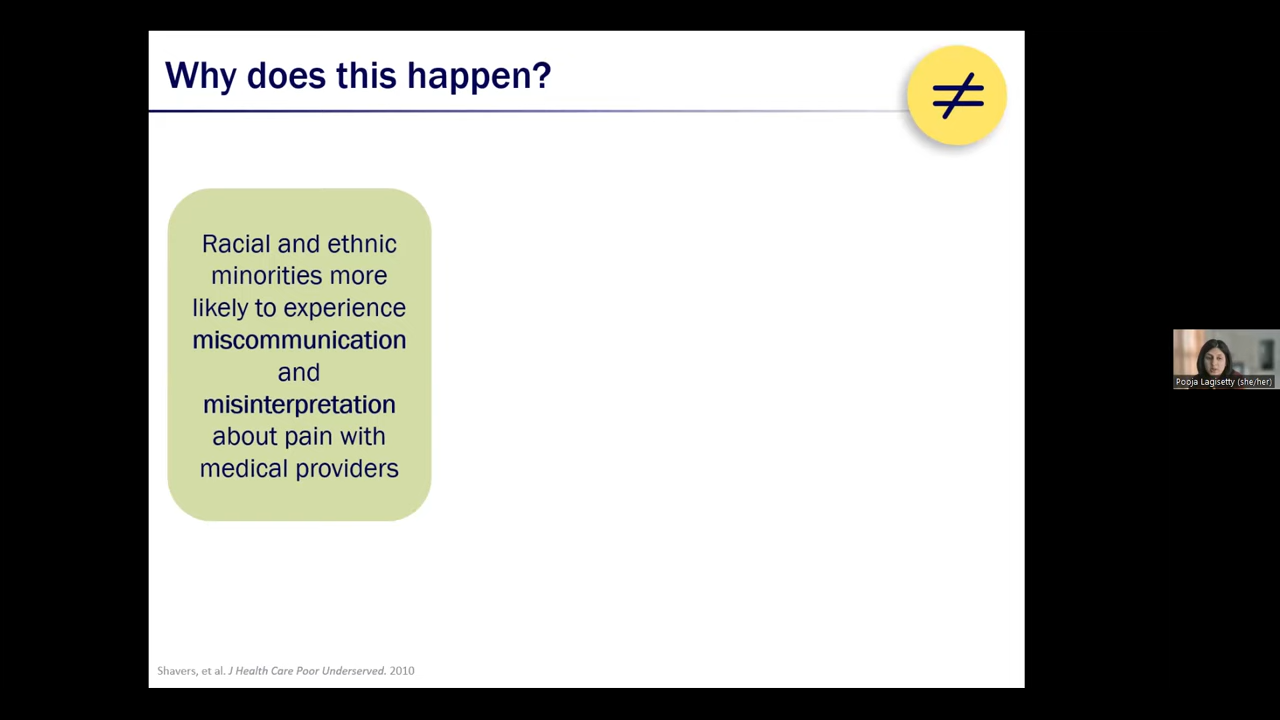 Why does this happen?
≠
Racial and ethnic
minorities more
likely to experience
miscommunication
and
misinterpretation
about pain with
medical providers
Pooja Lagisetty (she/her)
Shavers, et al. J Health Care Poor Underserved. 2010